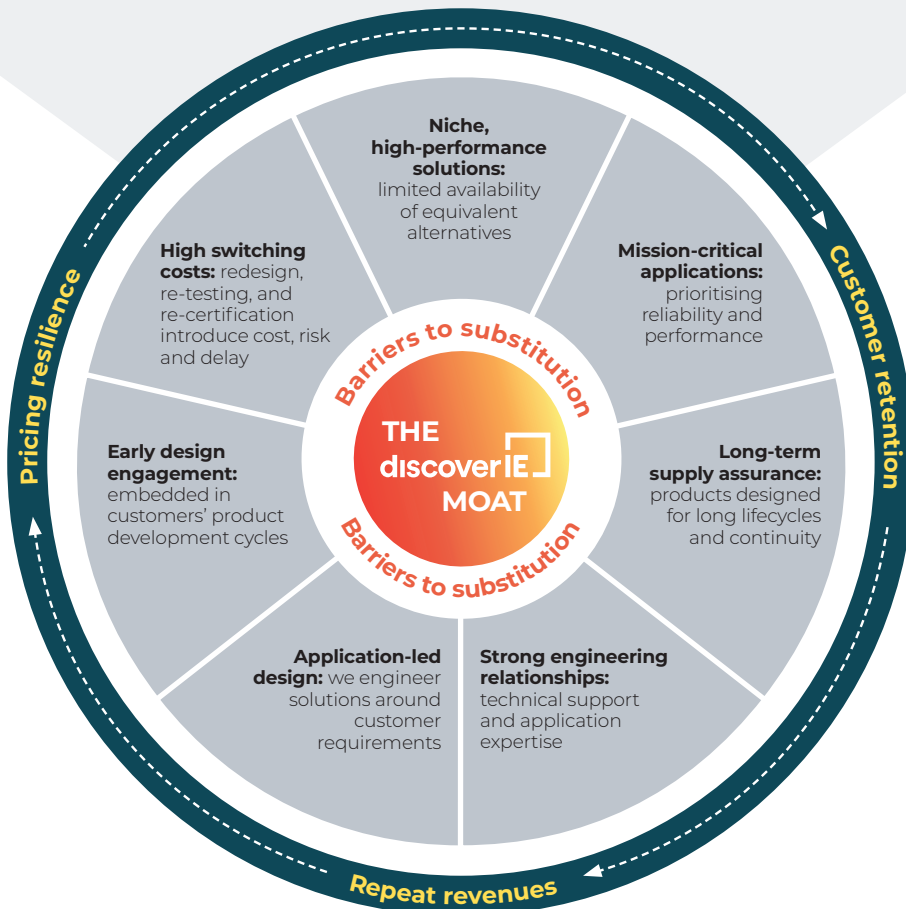 Niche,
high-performance
solutions:
limited availability
of equivalent
alternatives
Mission-critical
applications:
prioritising
reliability and
performance
Long-term
supply assurance:
products designed
for long lifecycles
and continuity
Strong engineering
relationships:
technical support
and application
expertise
Application-led
design: we engineer
solutions around
customer
requirements
Early design
engagement:
embedded in
customers’ product
development cycles
High switching
costs: redesign,
re-testing, and
re-certification
introduce cost, risk
and delay
Barriers to substitution
THE
discoverIE
MOAT
Barriers to substitution
Customer retention
Repeat revenues
Pricing resilience